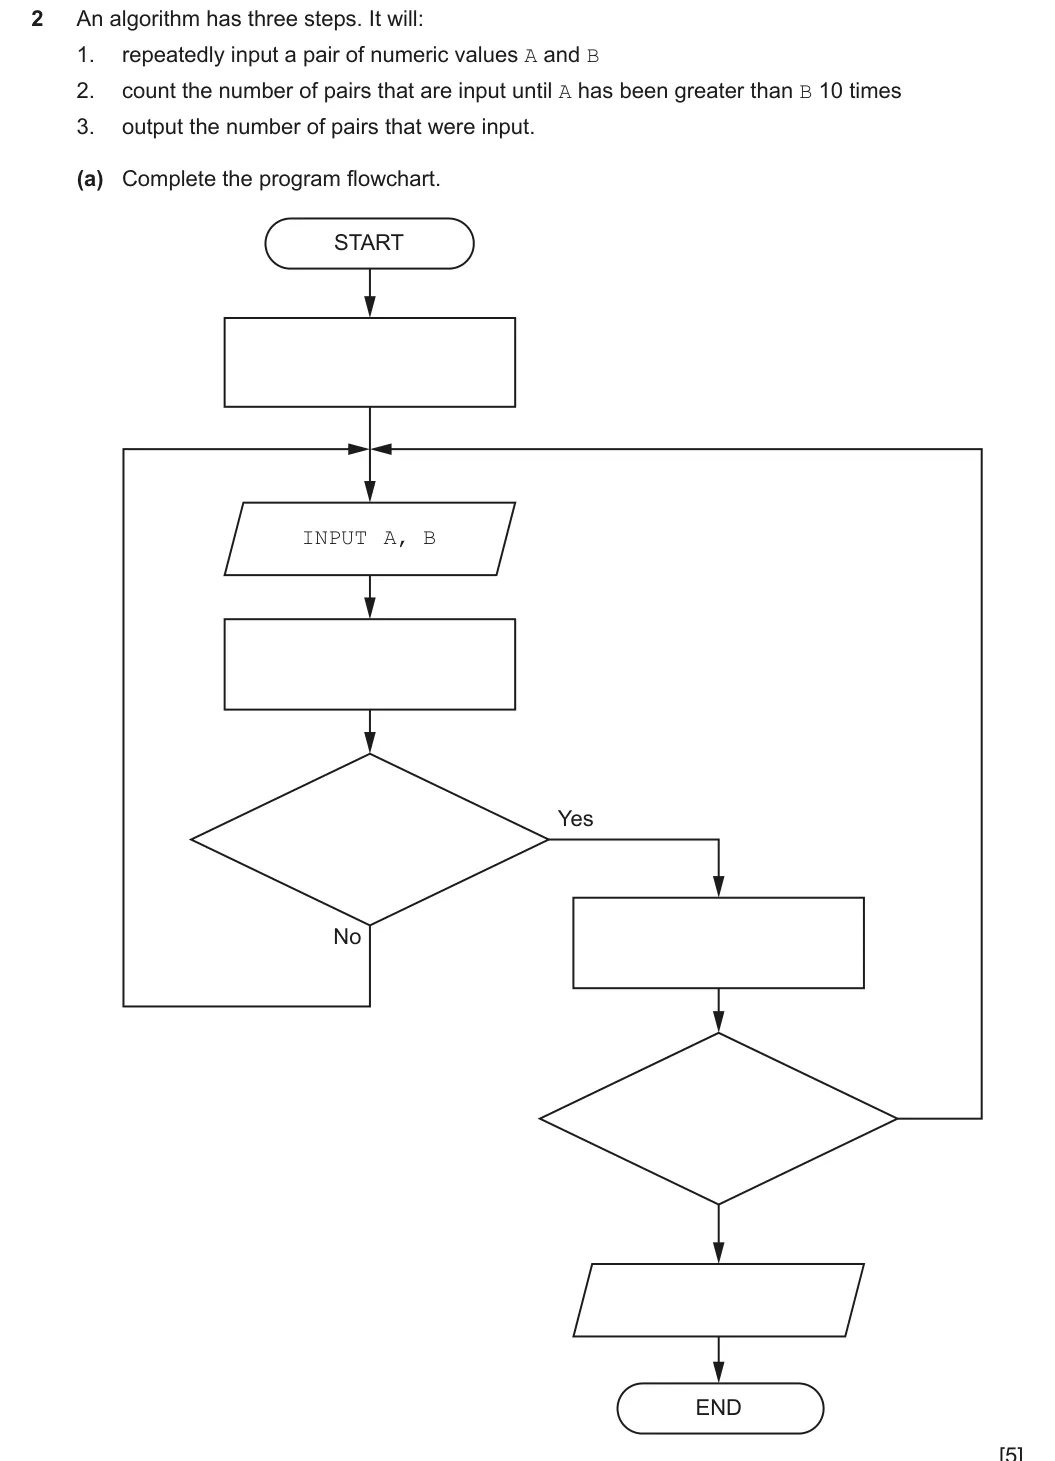 2 An algorithm has three steps. It will:
1. repeatedly input a pair of numeric values A and B
2. count the number of pairs that are input until A has been greater than B 10 times
3. output the number of pairs that were input.
(a) Complete the program flowchart.
START
INPUT A, B
Yes
No
END
[5]